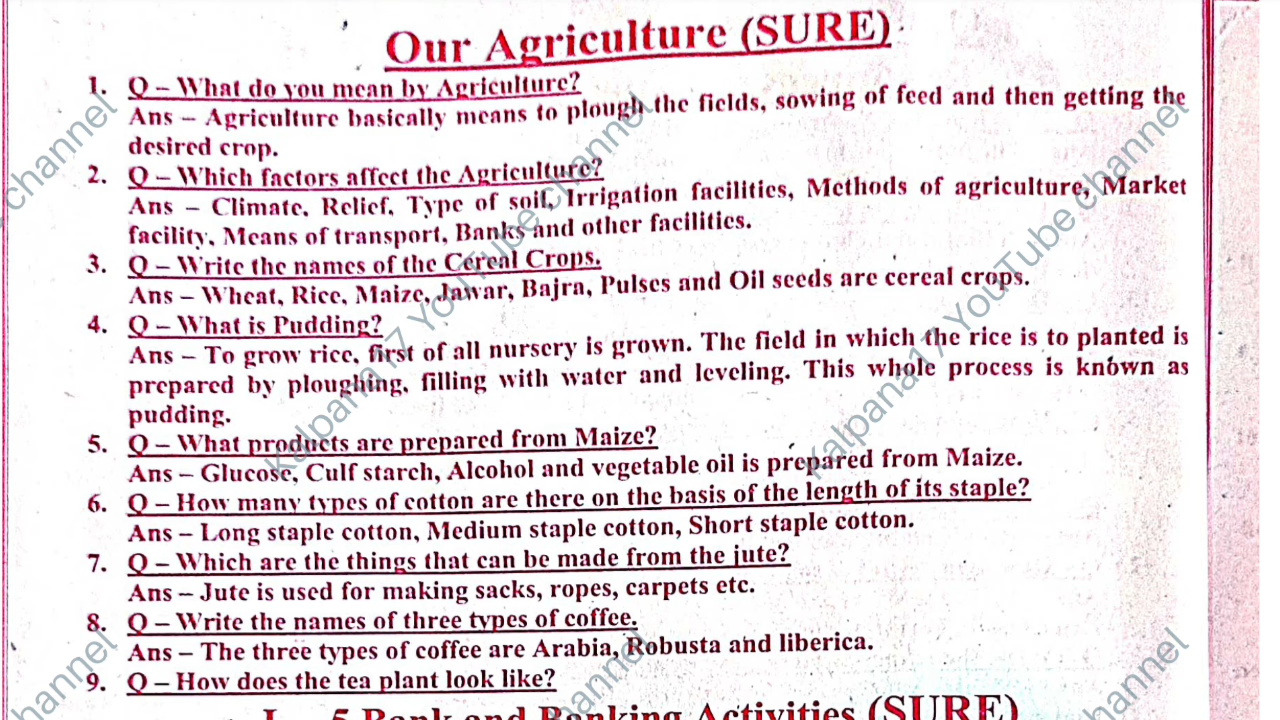 Our Agriculture (SURE)
1. Q – What do you mean by Agriculture?
Ans – Agriculture basically means to plough the fields, sowing of feed and then getting the
desired crop.
2. Q – Which factors affect the Agriculture?
Ans – Climate, Relief, Type of soil, Irrigation facilities, Methods of agriculture, Market
facility, Means of transport, Banks and other facilities.
3. Q – Write the names of the Cereal Crops.
Ans – Wheat, Rice, Maize, Jawar, Bajra, Pulses and Oil seeds are cereal crops.
4. Q – What is Pudding?
Ans – To grow rice, first of all nursery is grown. The field in which the rice is to planted is
prepared by ploughing, filling with water and leveling. This whole process is known as
pudding.
5. Q – What products are prepared from Maize?
Ans – Glucose, Culf starch, Alcohol and vegetable oil is prepared from Maize.
6. Q – How many types of cotton are there on the basis of the length of its staple?
Ans – Long staple cotton, Medium staple cotton, Short staple cotton.
7. Q – Which are the things that can be made from the jute?
Ans – Jute is used for making sacks, ropes, carpets etc.
8. Q – Write the names of three types of coffee.
Ans – The three types of coffee are Arabia, Robusta and liberica.
9. Q – How does the tea plant look like?
5 Bank and Banking Activities (SURE)
channel
Kalpana17 YouTube channel
Kalpana17 YouTube channel
channel
channel
channel